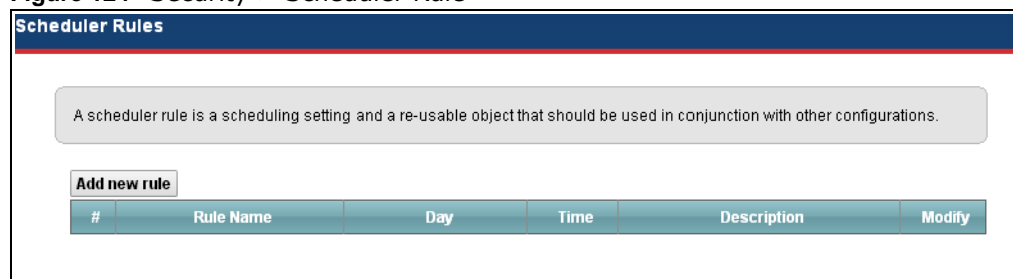 Scheduler Rules
A scheduler rule is a scheduling setting and a re-usable object that should be used in conjunction with other configurations.
Add new rule
# Rule Name Day Time Description Modify